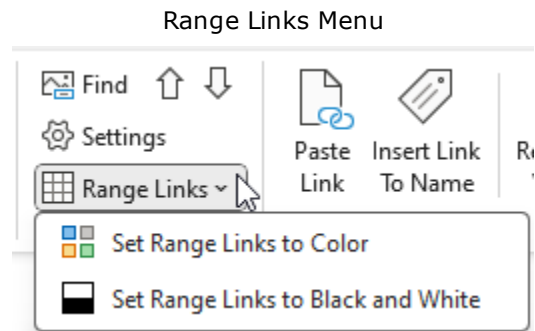 Range Links Menu
Find
Settings
Range Links
Paste
Link
Insert Link
To Name
Set Range Links to Color
Set Range Links to Black and White